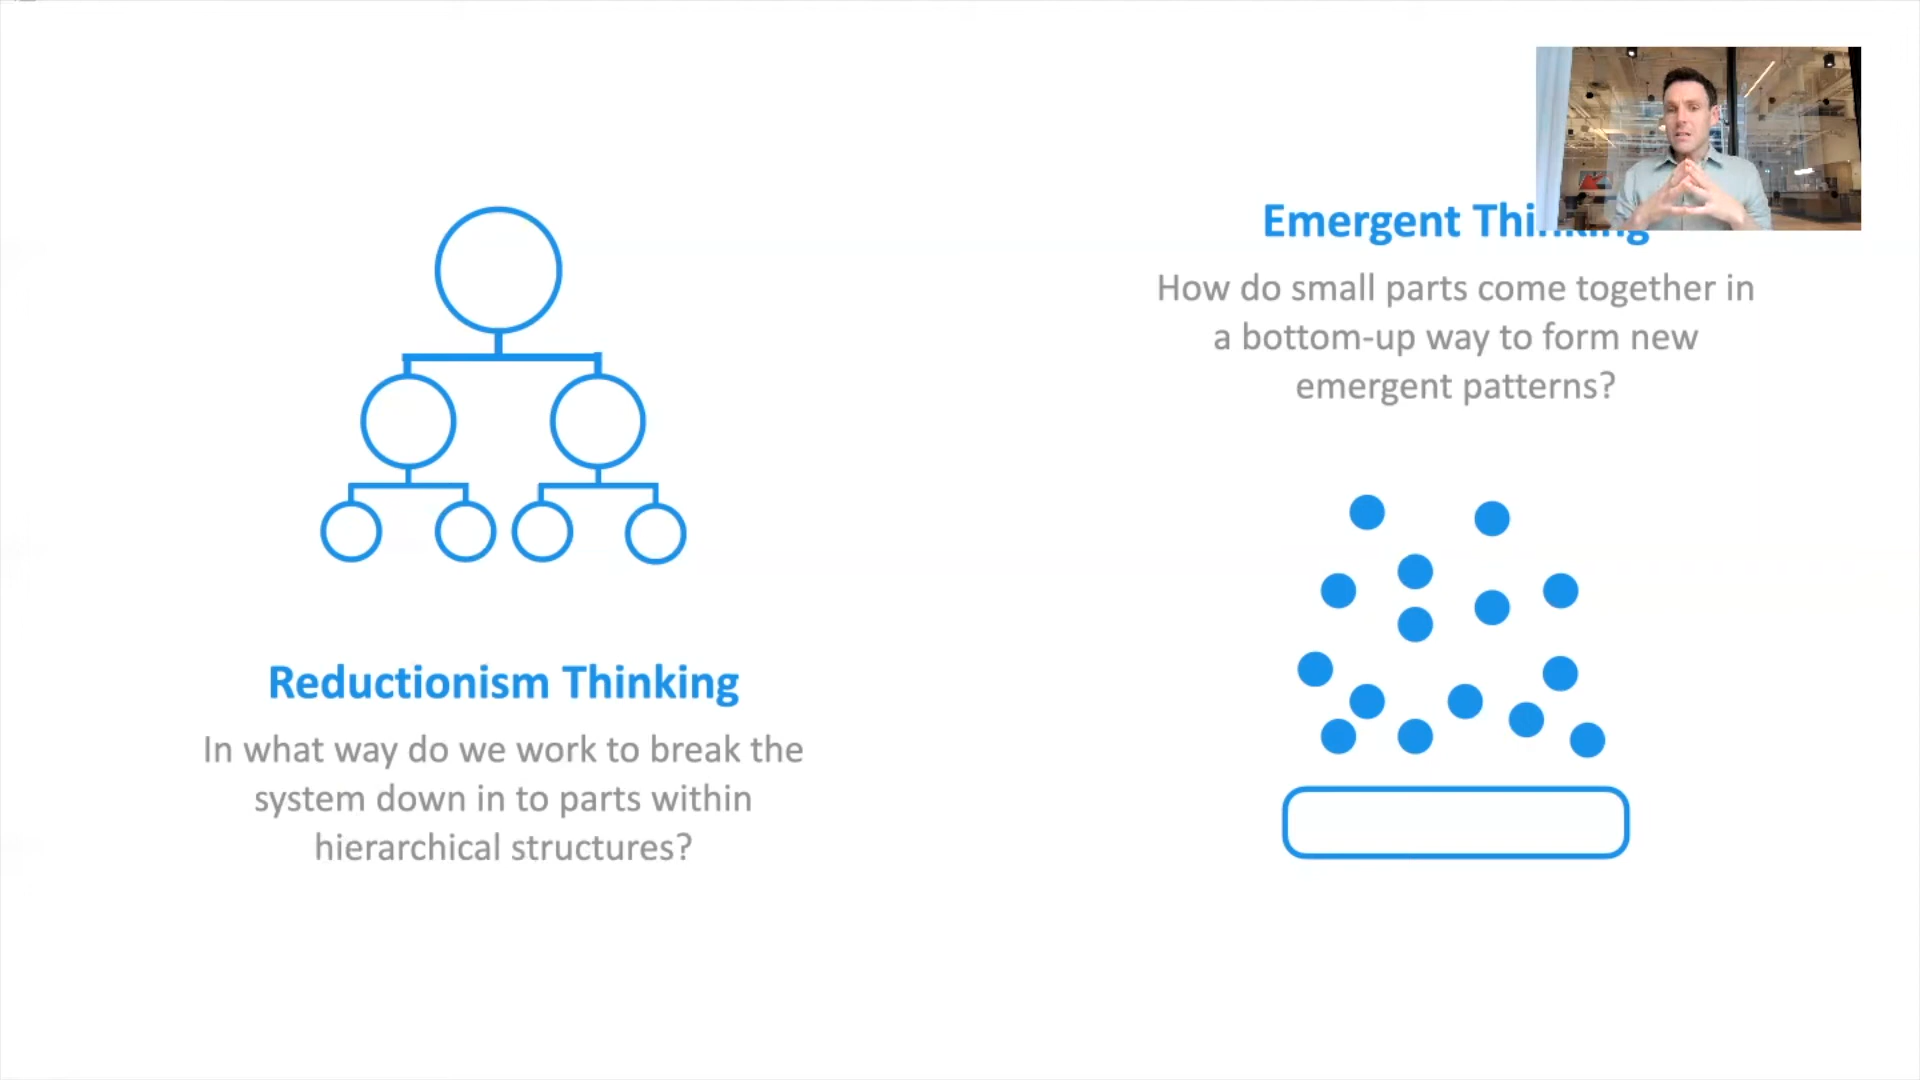 Reductionism Thinking
In what way do we work to break the
system down in to parts within
hierarchical structures?
Emergent Thinking
How do small parts come together in
a bottom-up way to form new
emergent patterns?